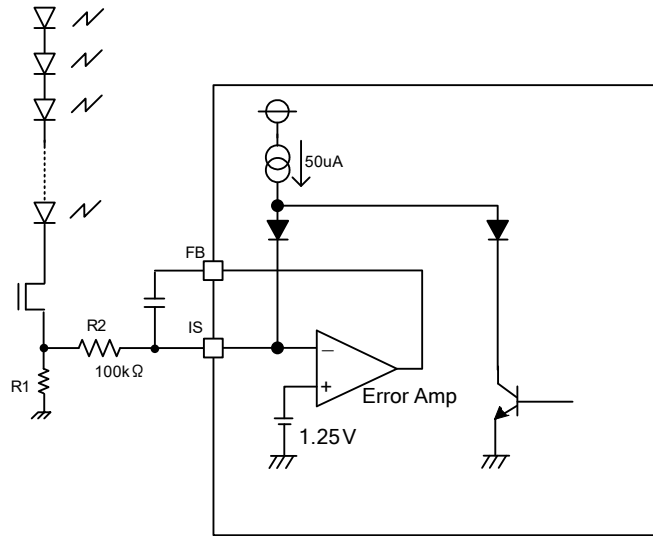 50uA
FB
R2
IS
100kΩ
R1
−
+
Error Amp
1.25V